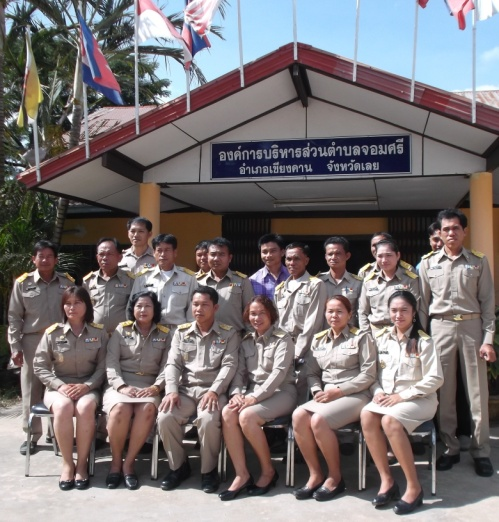 องค์การบริหารส่วนตำบลจอมศรี
อำเภอเชียงคาน จังหวัดเลย